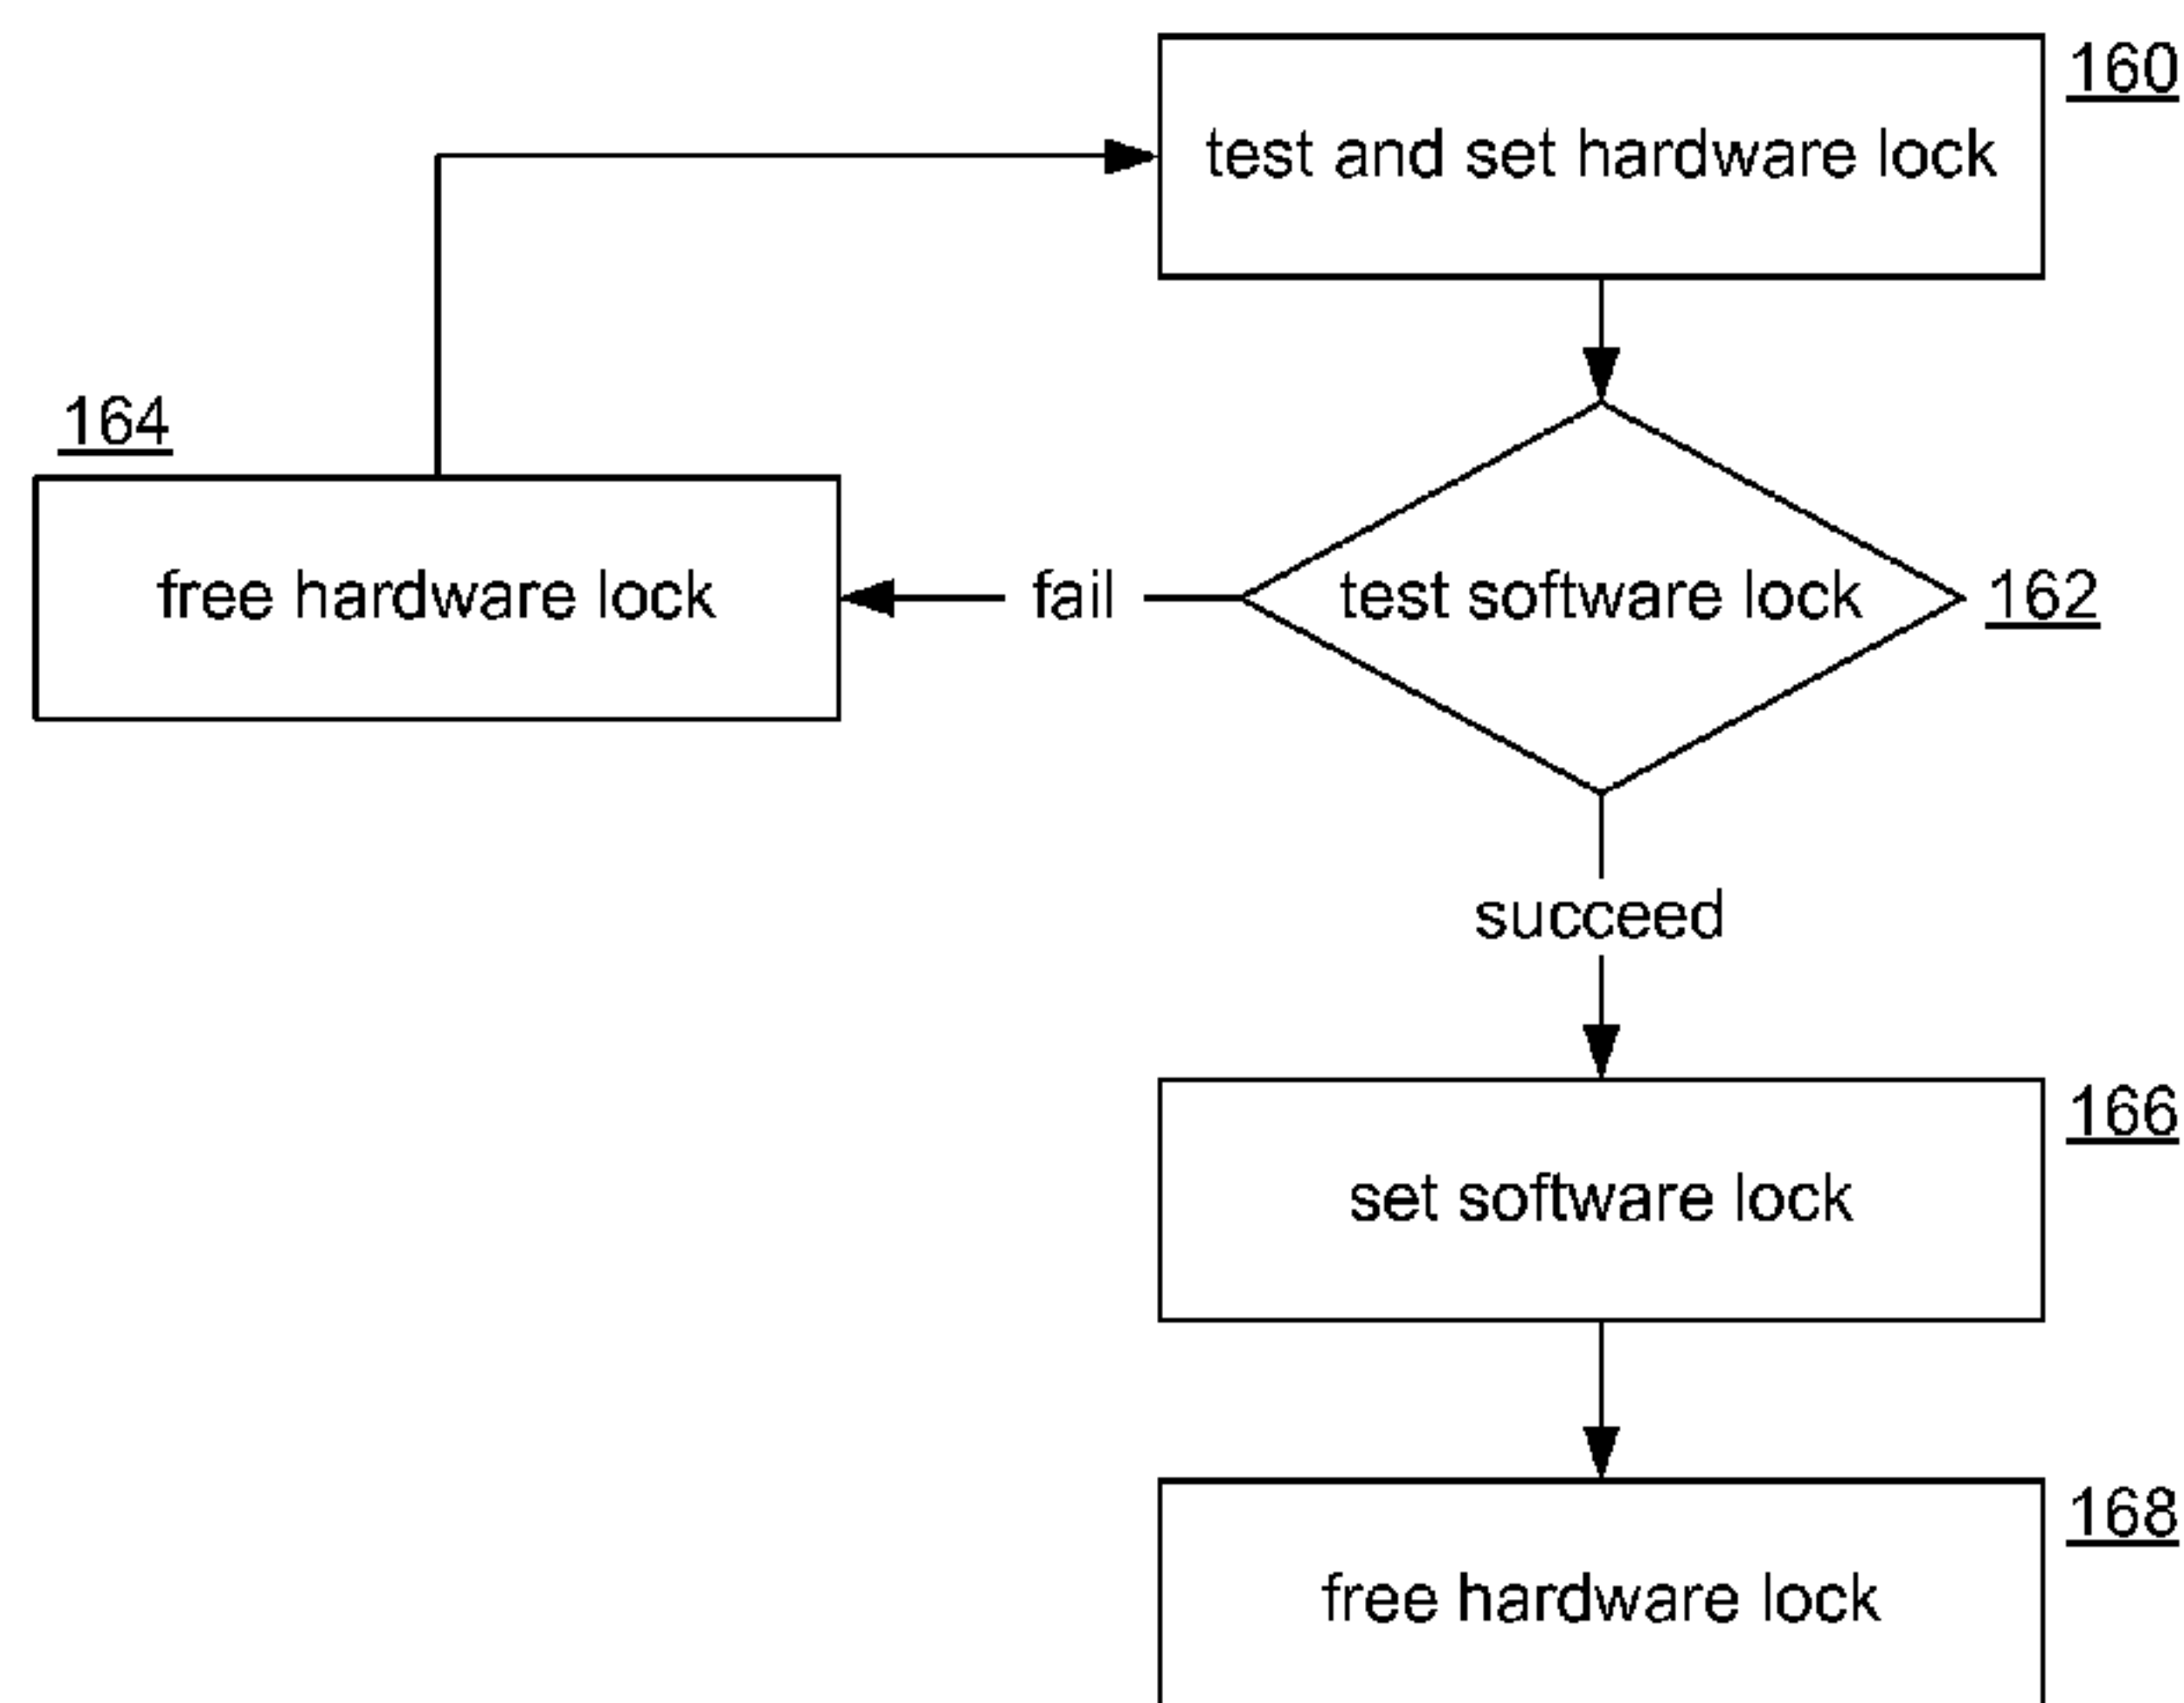 160
test and set hardware lock
164
free hardware lock
fail
test software lock
162
succeed
166
set software lock
168
free hardware lock